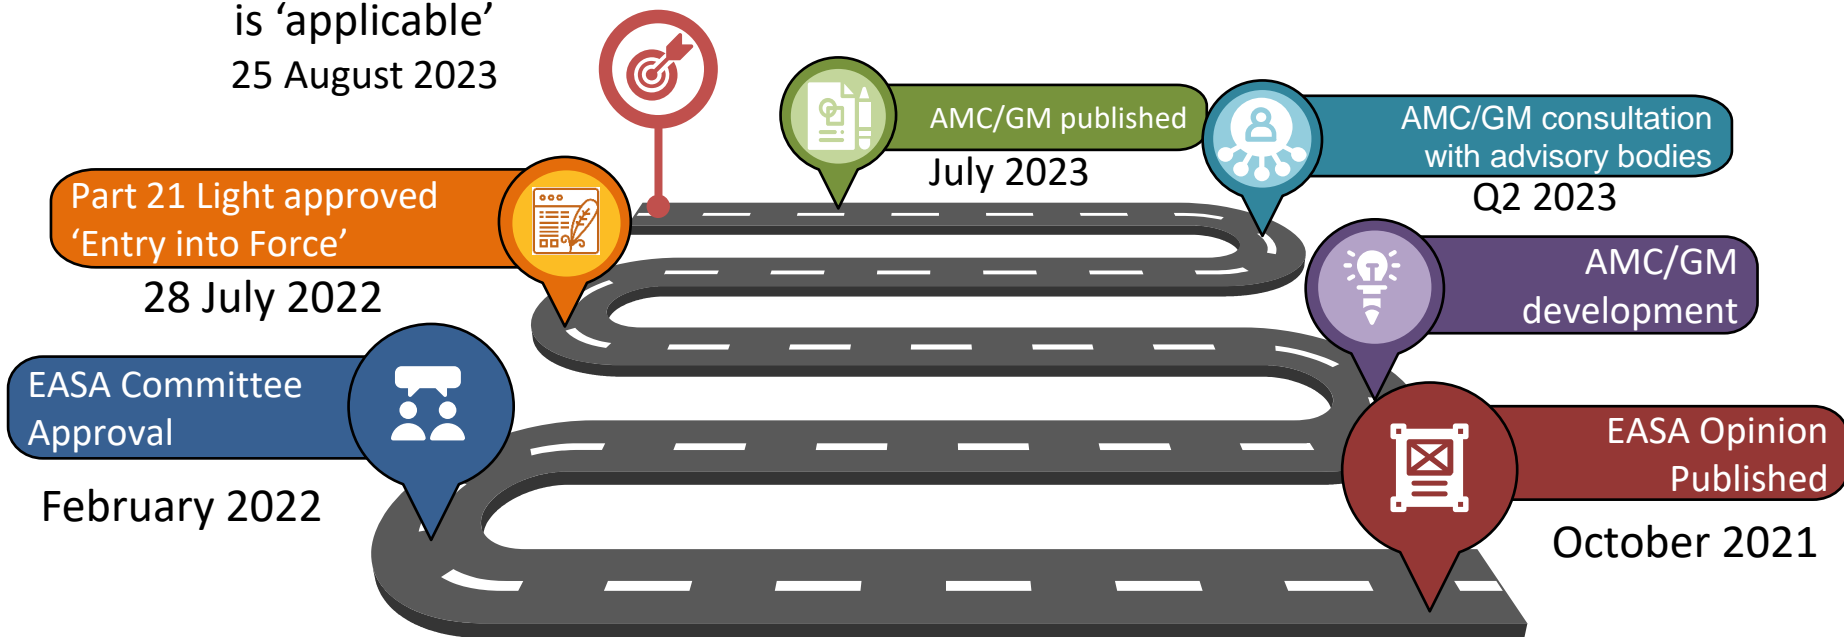 is ‘applicable’
25 August 2023
AMC/GM published
July 2023
AMC/GM consultation
with advisory bodies
Q2 2023
Part 21 Light approved
‘Entry into Force’
28 July 2022
AMC/GM
development
EASA Committee
Approval
February 2022
EASA Opinion
Published
October 2021